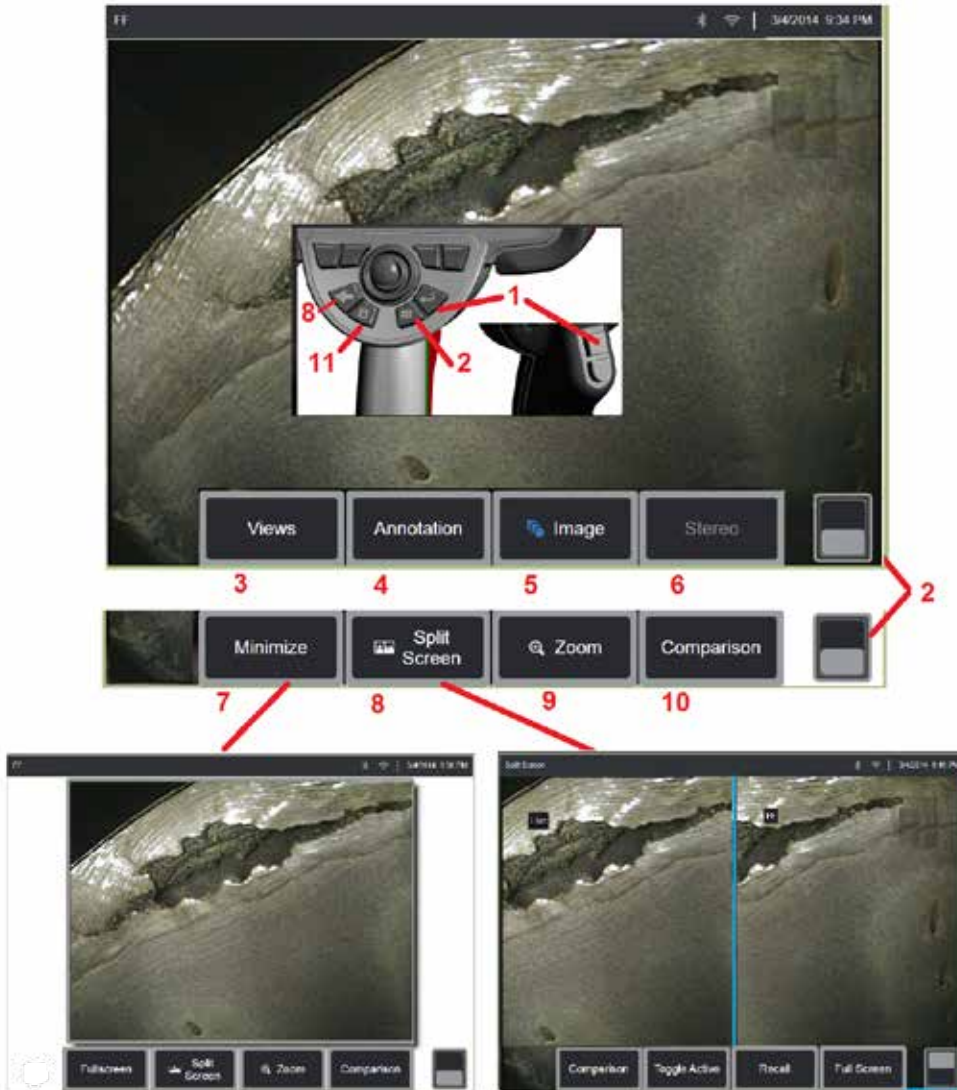 FF
3/4/2014 9:34 PM
8
1
11
2
Views
Annotation
Image
Stereo
3
4
5
6
2
Minimize
Split
Screen
Zoom
Comparison
7
8
9
10
FF
Split Screen
FF
Fullscreen
Split
Screen
Zoom
Comparison
Comparison
Toggle Active
Recall
Full Screen